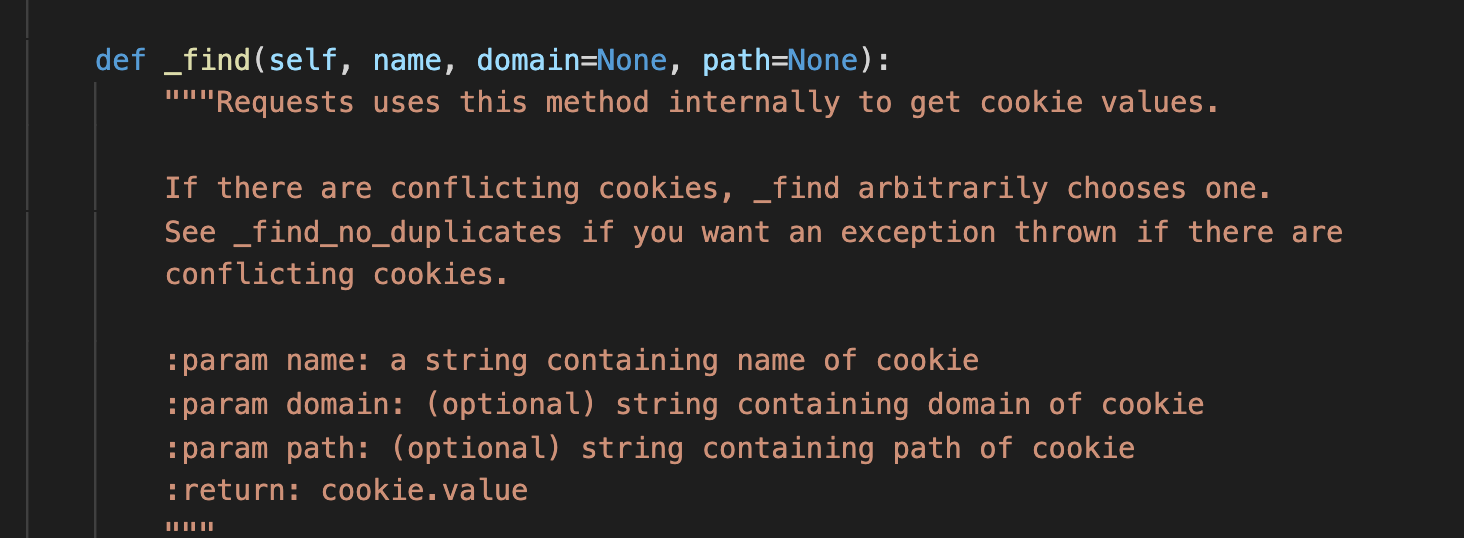 def _find(self, name, domain=None, path=None):
"""Requests uses this method internally to get cookie values.
If there are conflicting cookies, _find arbitrarily chooses one.
See _find_no_duplicates if you want an exception thrown if there are
conflicting cookies.
:param name: a string containing name of cookie
:param domain: (optional) string containing domain of cookie
:param path: (optional) string containing path of cookie
:return: cookie.value
"""